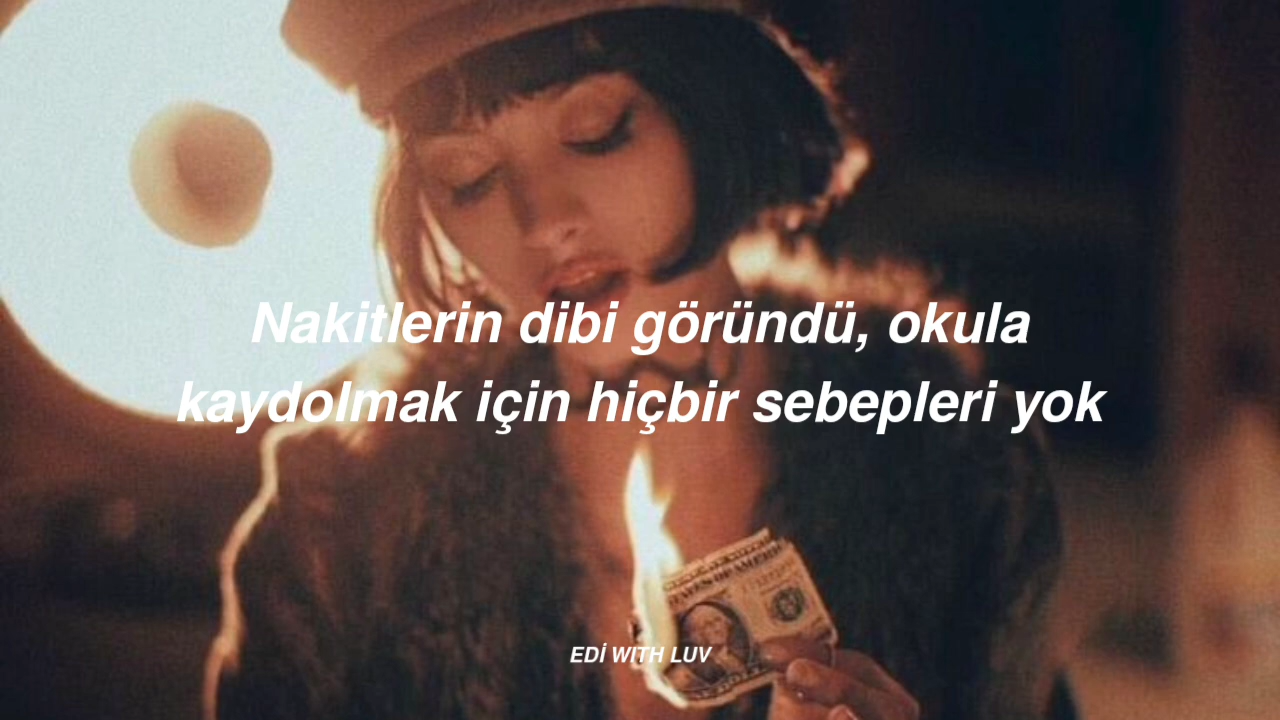 Nakitlerin dibi göründü, okula
kaydolmak için hiçbir sebepleri yok
EDİ WITH LUV